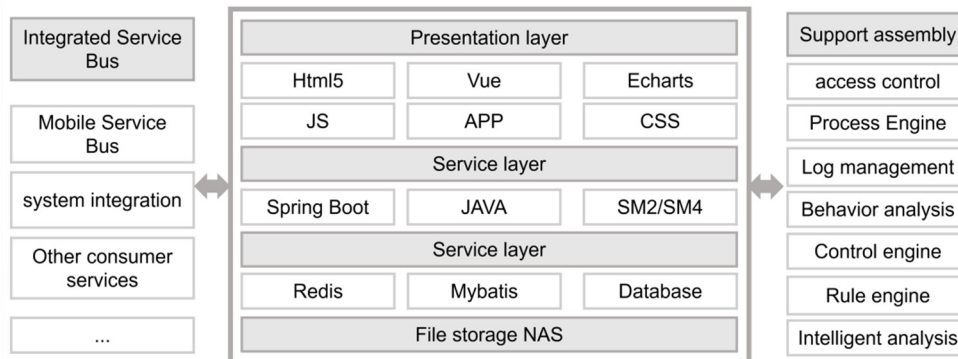 Integrated Service
Bus
Mobile Service
Bus
system integration
Other consumer
services
...
Presentation layer
Html5
Vue
Echarts
JS
APP
CSS
Service layer
Spring Boot
JAVA
SM2/SM4
Service layer
Redis
Mybatis
Database
File storage NAS
Support assembly
access control
Process Engine
Log management
Behavior analysis
Control engine
Rule engine
Intelligent analysis